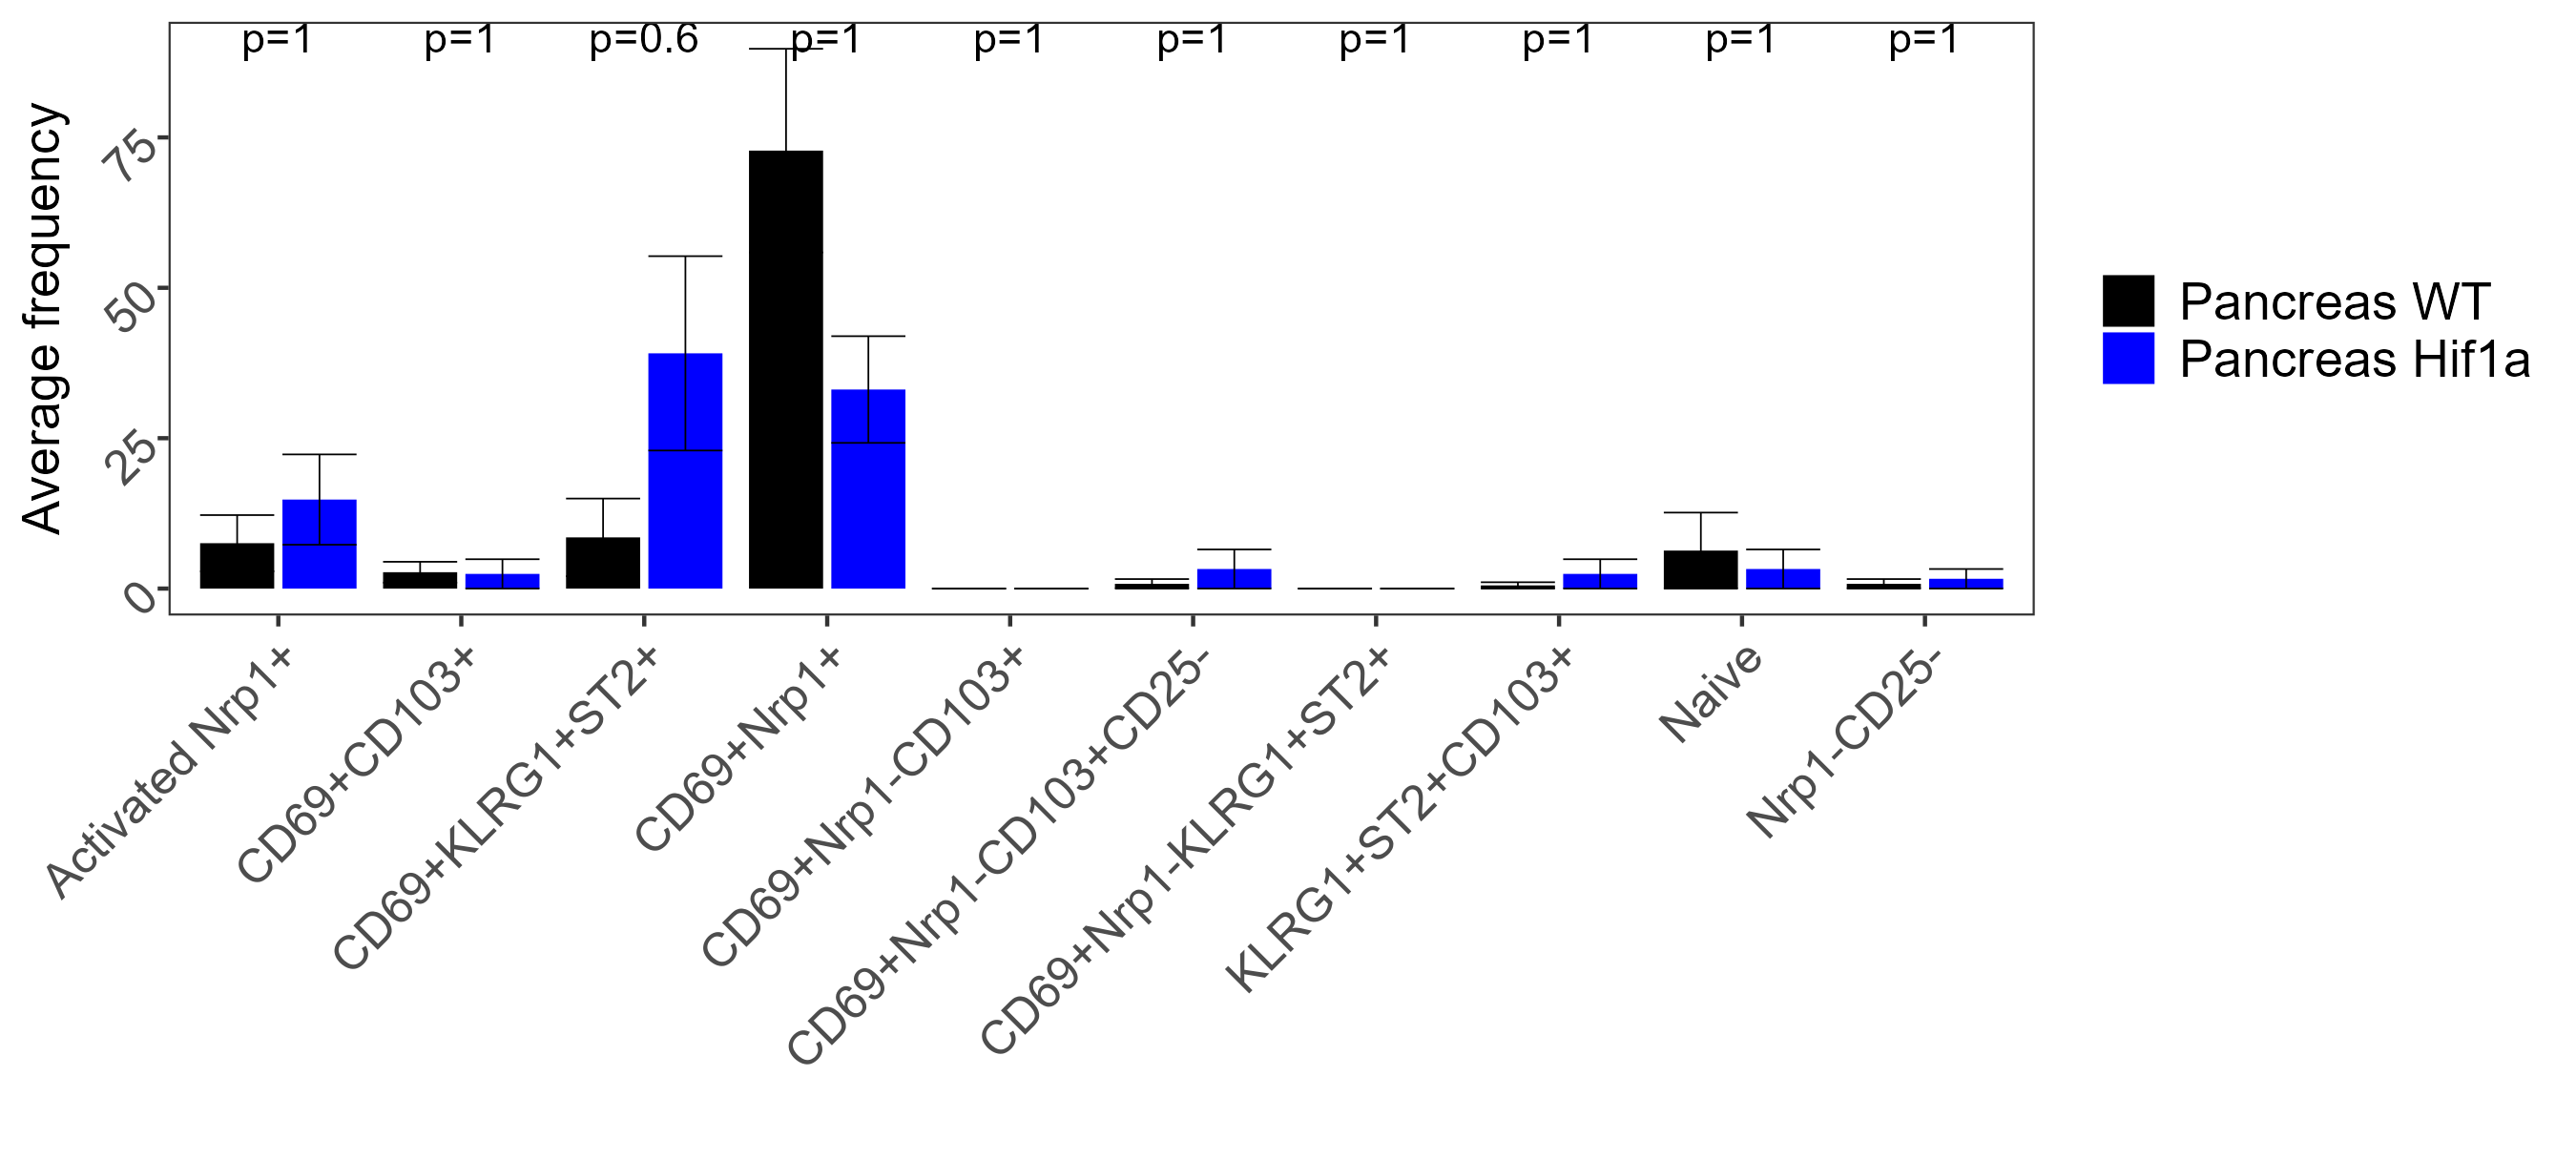 p=1
p=1
p=0.6
p=1
p=1
p=1
p=1
p=1
p=1
p=1
Average frequency
75
50
25
0
Pancreas WT
Pancreas Hif1a
Activated Nrp1+
CD69+CD103+
CD69+KLRG1+ST2+
CD69+Nrp1+
CD69+Nrp1-CD103+
CD69+Nrp1-CD103+CD25-
CD69+Nrp1-KLRG1+ST2+
KLRG1+ST2+CD103+
Naive
Nrp1-CD25-